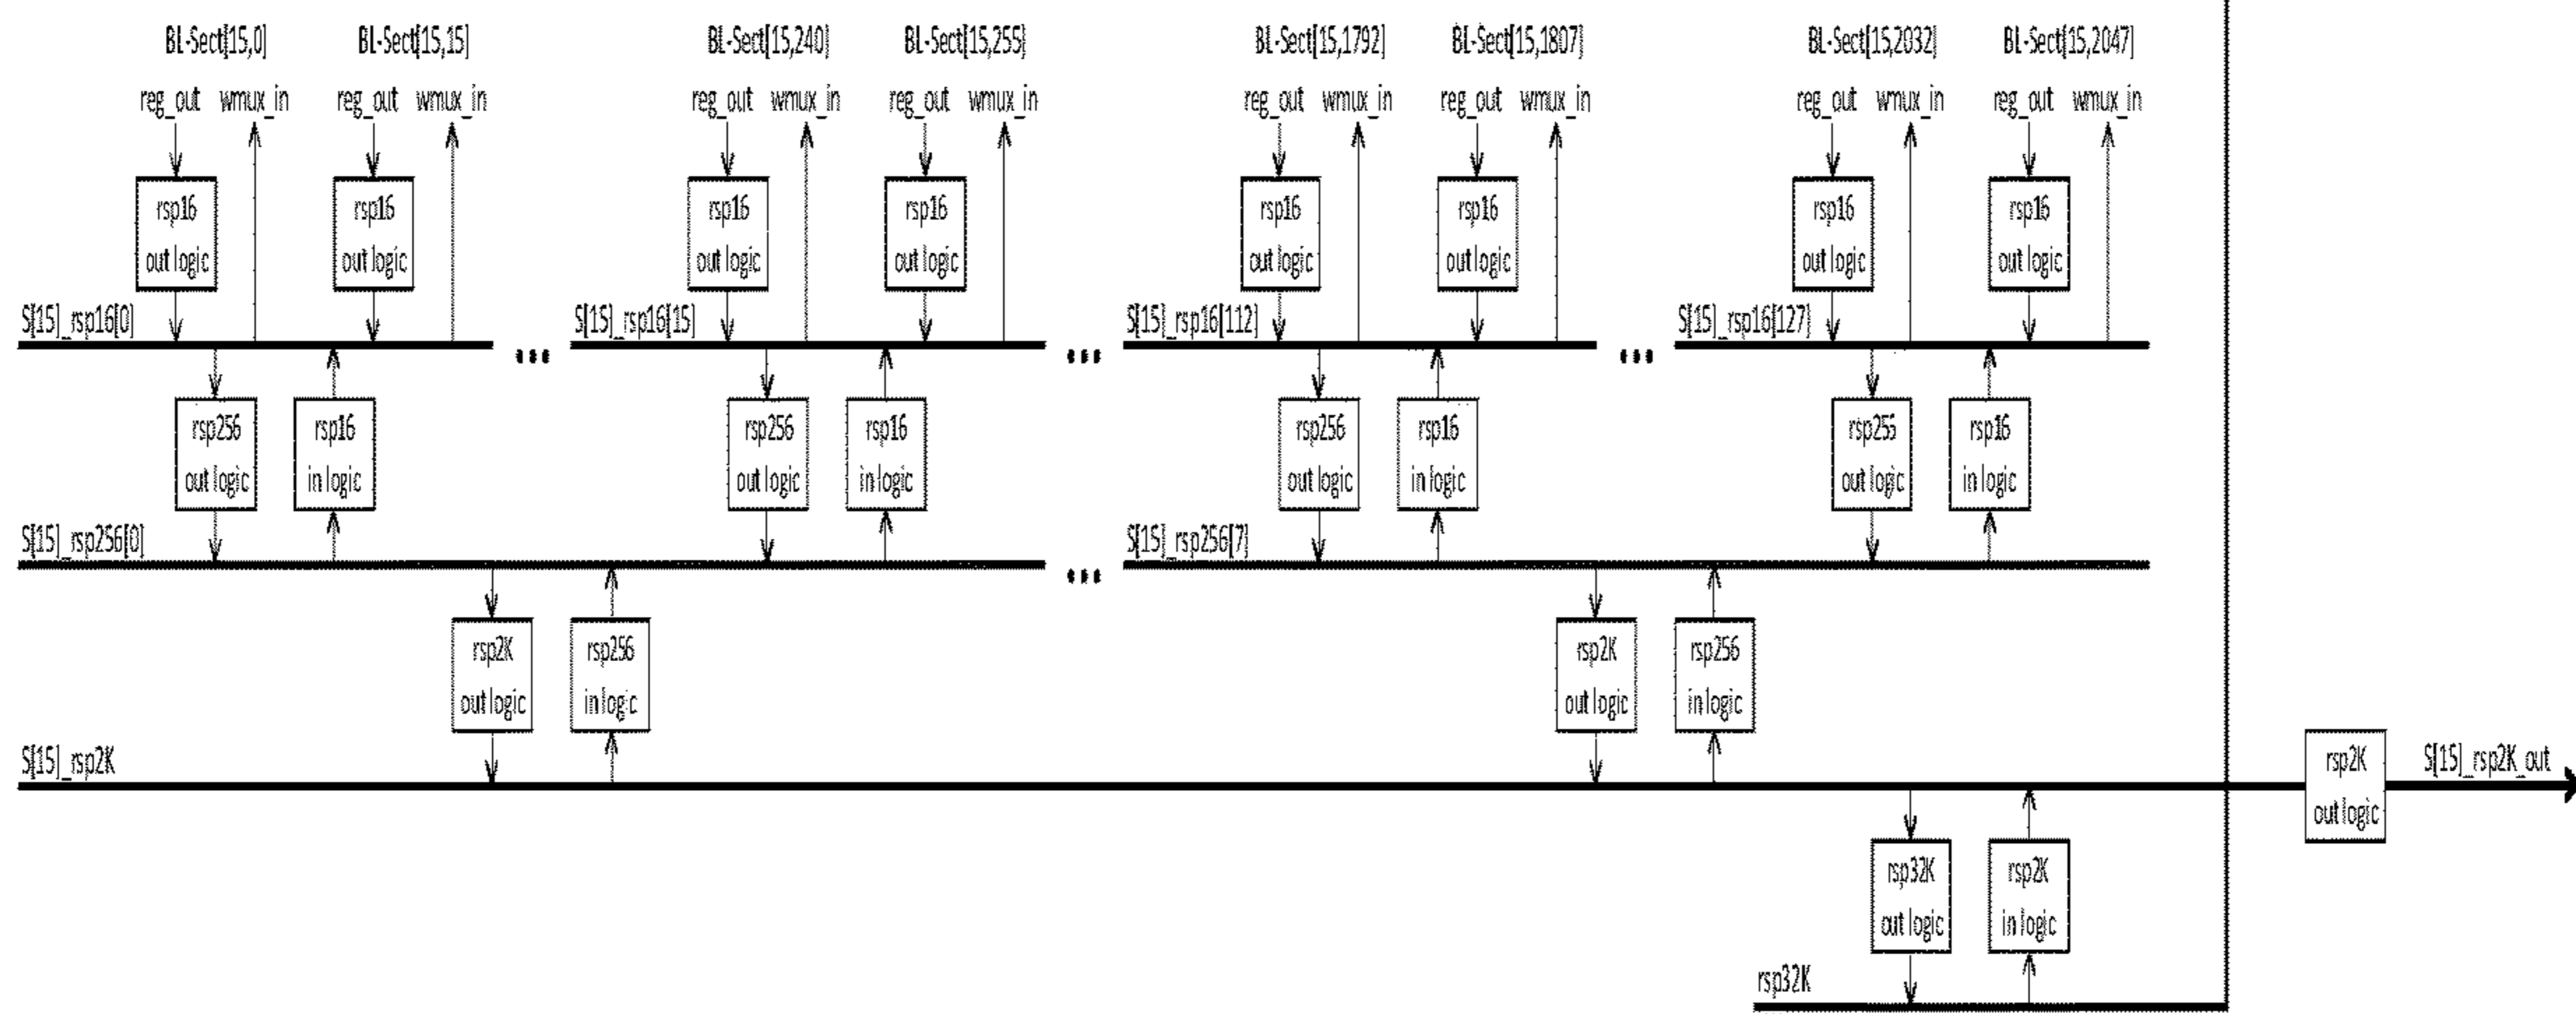 BL-Sect[15,0] BL-Sect[15,15] BL-Sect[15,240] BL-Sect[15,255] BL-Sect[15,1792] BL-Sect[15,1807] BL-Sect[15,2032] BL-Sect[15,2047]
reg_out wmux_in reg_out wmux_in reg_out wmux_in reg_out wmux_in reg_out wmux_in reg_out wmux_in reg_out wmux_in reg_out wmux_in
rsp16 rsp16 rsp16 rsp16 rsp16 rsp16 rsp16 rsp16
out logic out logic out logic out logic out logic out logic out logic out logic
S[15]_rsp16[0] S[15]_rsp16[15] S[15]_rsp16[112] S[15]_rsp16[127]
... ... ...
rsp256 rsp16 rsp256 rsp16 rsp256 rsp16 rsp255 rsp16
out logic in logic out logic in logic out logic in logic out logic in logic
S[15]_rsp256[0] S[15]_rsp256[7]
...
rsp2K rsp256 rsp2K rsp256
out logic in logic out logic in logic
S[15]_rsp2K rsp2K S[15]_rsp2K_out
out logic
rsp32K rsp2K
out logic in logic
rsp32K